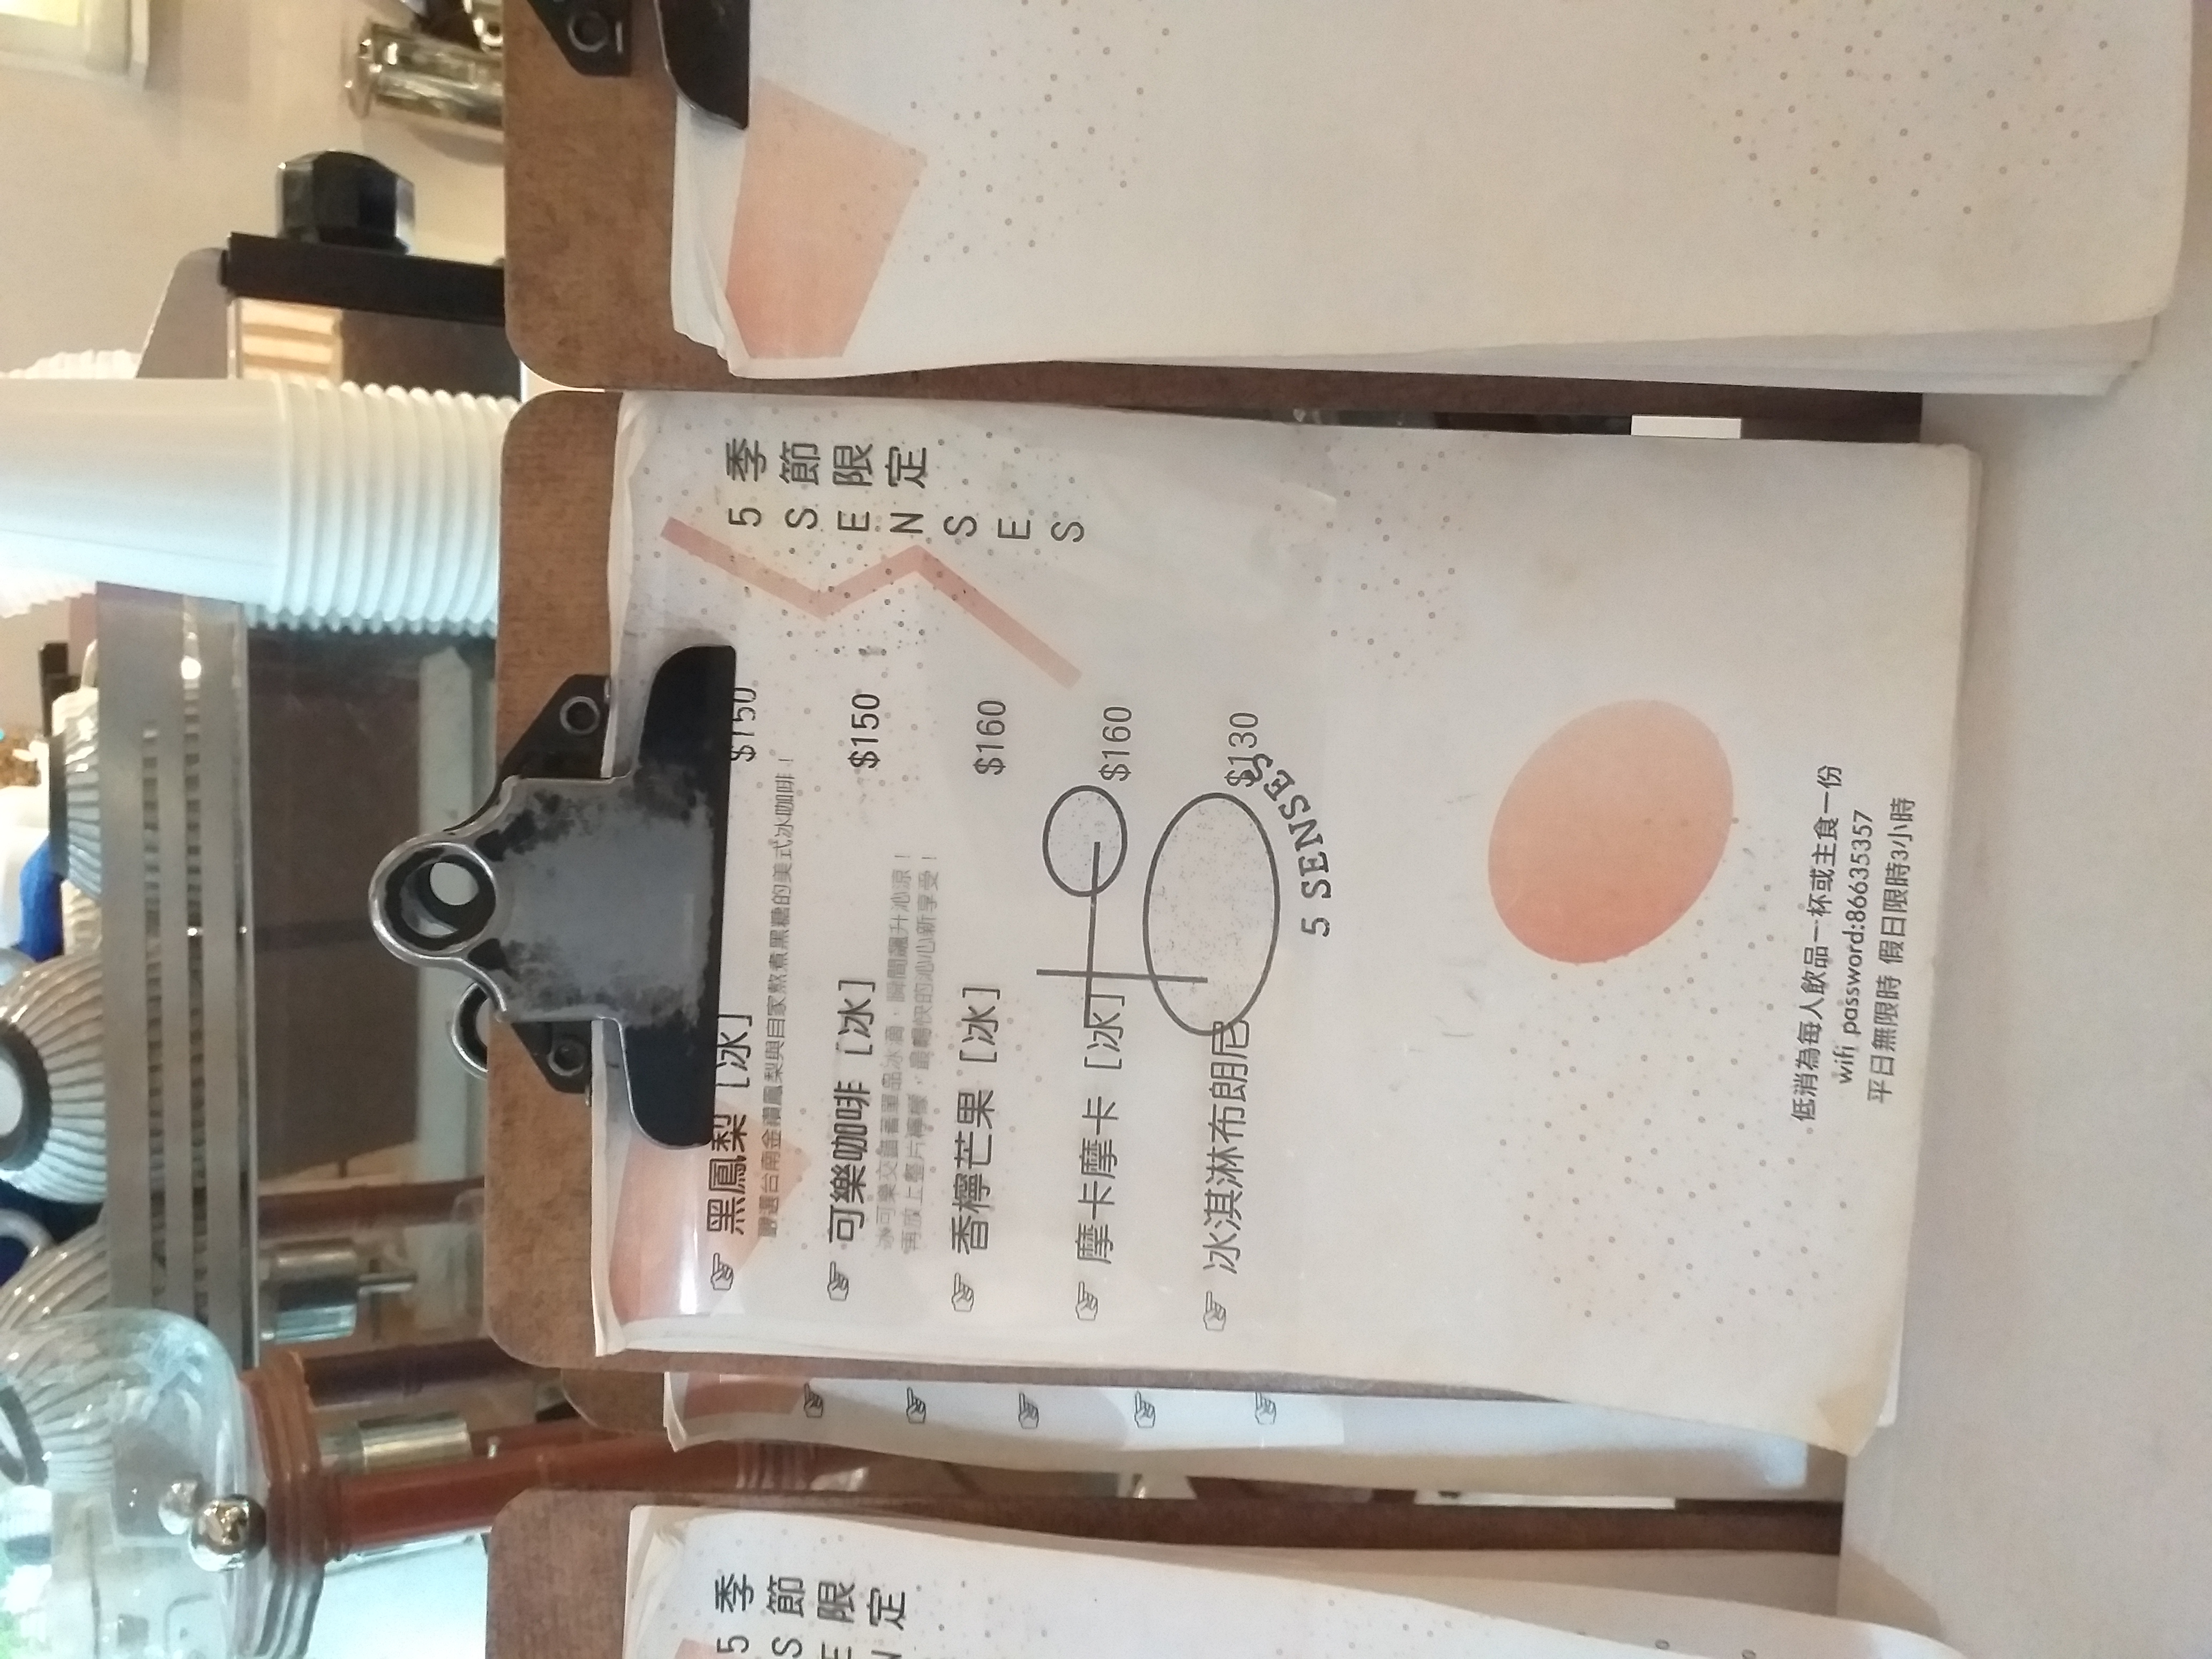 黑鳳梨［冰］ $150
嚴選台南金鑽鳳梨與自家熬煮黑糖的美式冰咖啡！
可樂咖啡［冰］ $150
冰可樂交錯著單品冰滴，瞬間飆升沁涼！
再放上整片檸檬，最暢快的沁心新享受！
香檸芒果［冰］ $160
摩卡摩卡［冰］ $160
冰淇淋布朗尼 $130
5 SENSES
季節限定
5 SENSES
低消為每人飲品一杯或主食一份
wifi password:86635357
平日無限時 假日限時3小時
季節限定